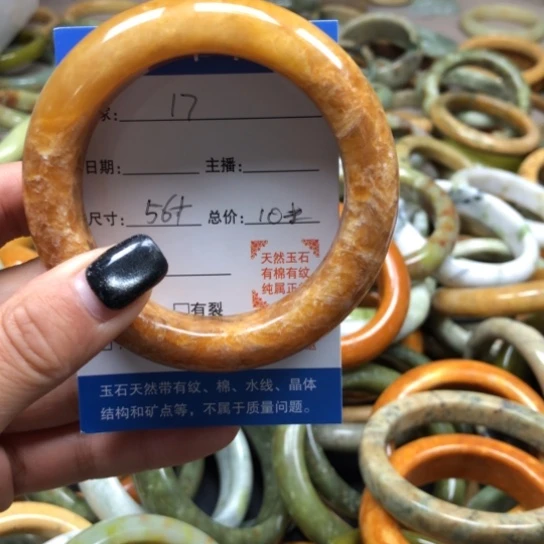 家: 17
日期: 主播:
尺寸: 56+ 总价: 10
天然玉石
有棉有纹
纯属正
□有裂
玉石天然带有纹、棉、水线、晶体
结构和矿点等，不属于质量问题。